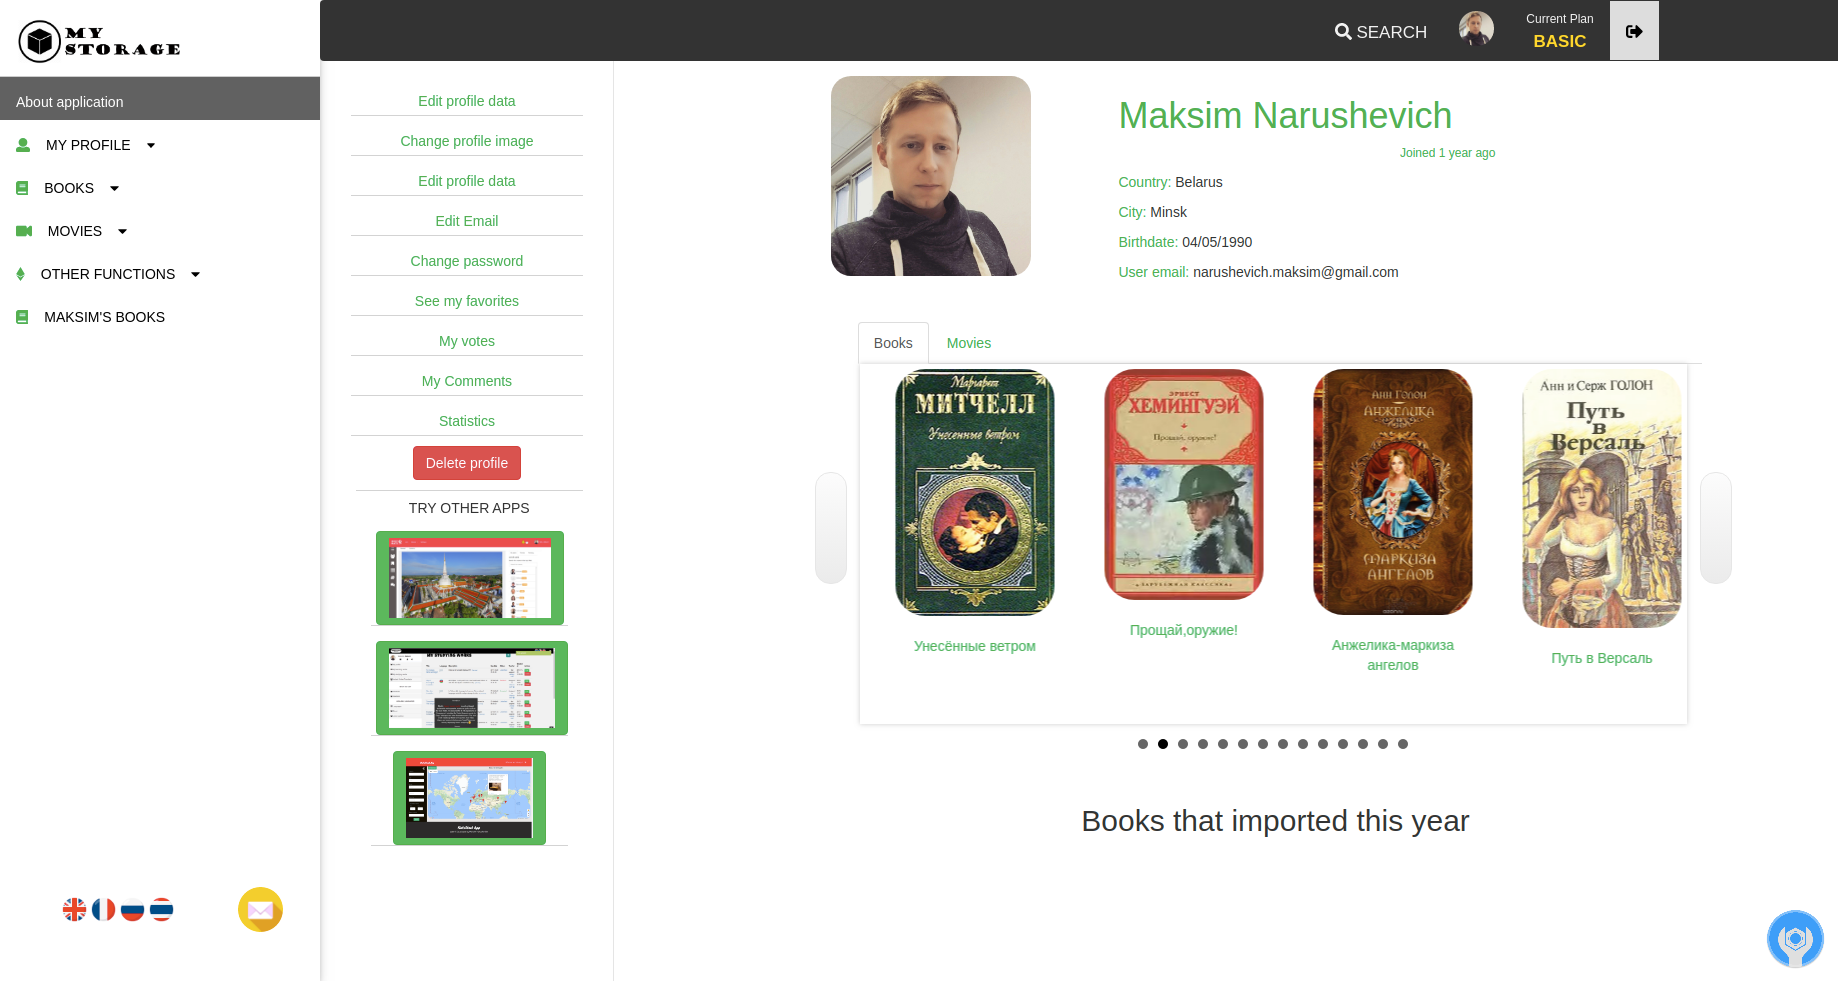 MY
STORAGE
About application
MY PROFILE
BOOKS
MOVIES
OTHER FUNCTIONS
MAKSIM'S BOOKS
SEARCH
Current Plan
BASIC
Edit profile data
Change profile image
Edit profile data
Edit Email
Change password
See my favorites
My votes
My Comments
Statistics
Delete profile
TRY OTHER APPS
Maksim Narushevich
Joined 1 year ago
Country: Belarus
City: Minsk
Birthdate: 04/05/1990
User email: narushevich.maksim@gmail.com
Books
Movies
Маргарет
МИТЧЕЛЛ
Унесенные ветром
Унесённые ветром
ЭРНЕСТ
ХЕМИНГУЭЙ
Прощай, оружие!
ЗАРУБЕЖНАЯ КЛАССИКА
Прощай,оружие!
АНН ГОЛОН
АНЖЕЛИКА
МАРКИЗА
АНГЕЛОВ
Анжелика-маркиза
ангелов
Анн и Серж ГОЛОН
Путь
в
Версаль
Путь в Версаль
Books that imported this year